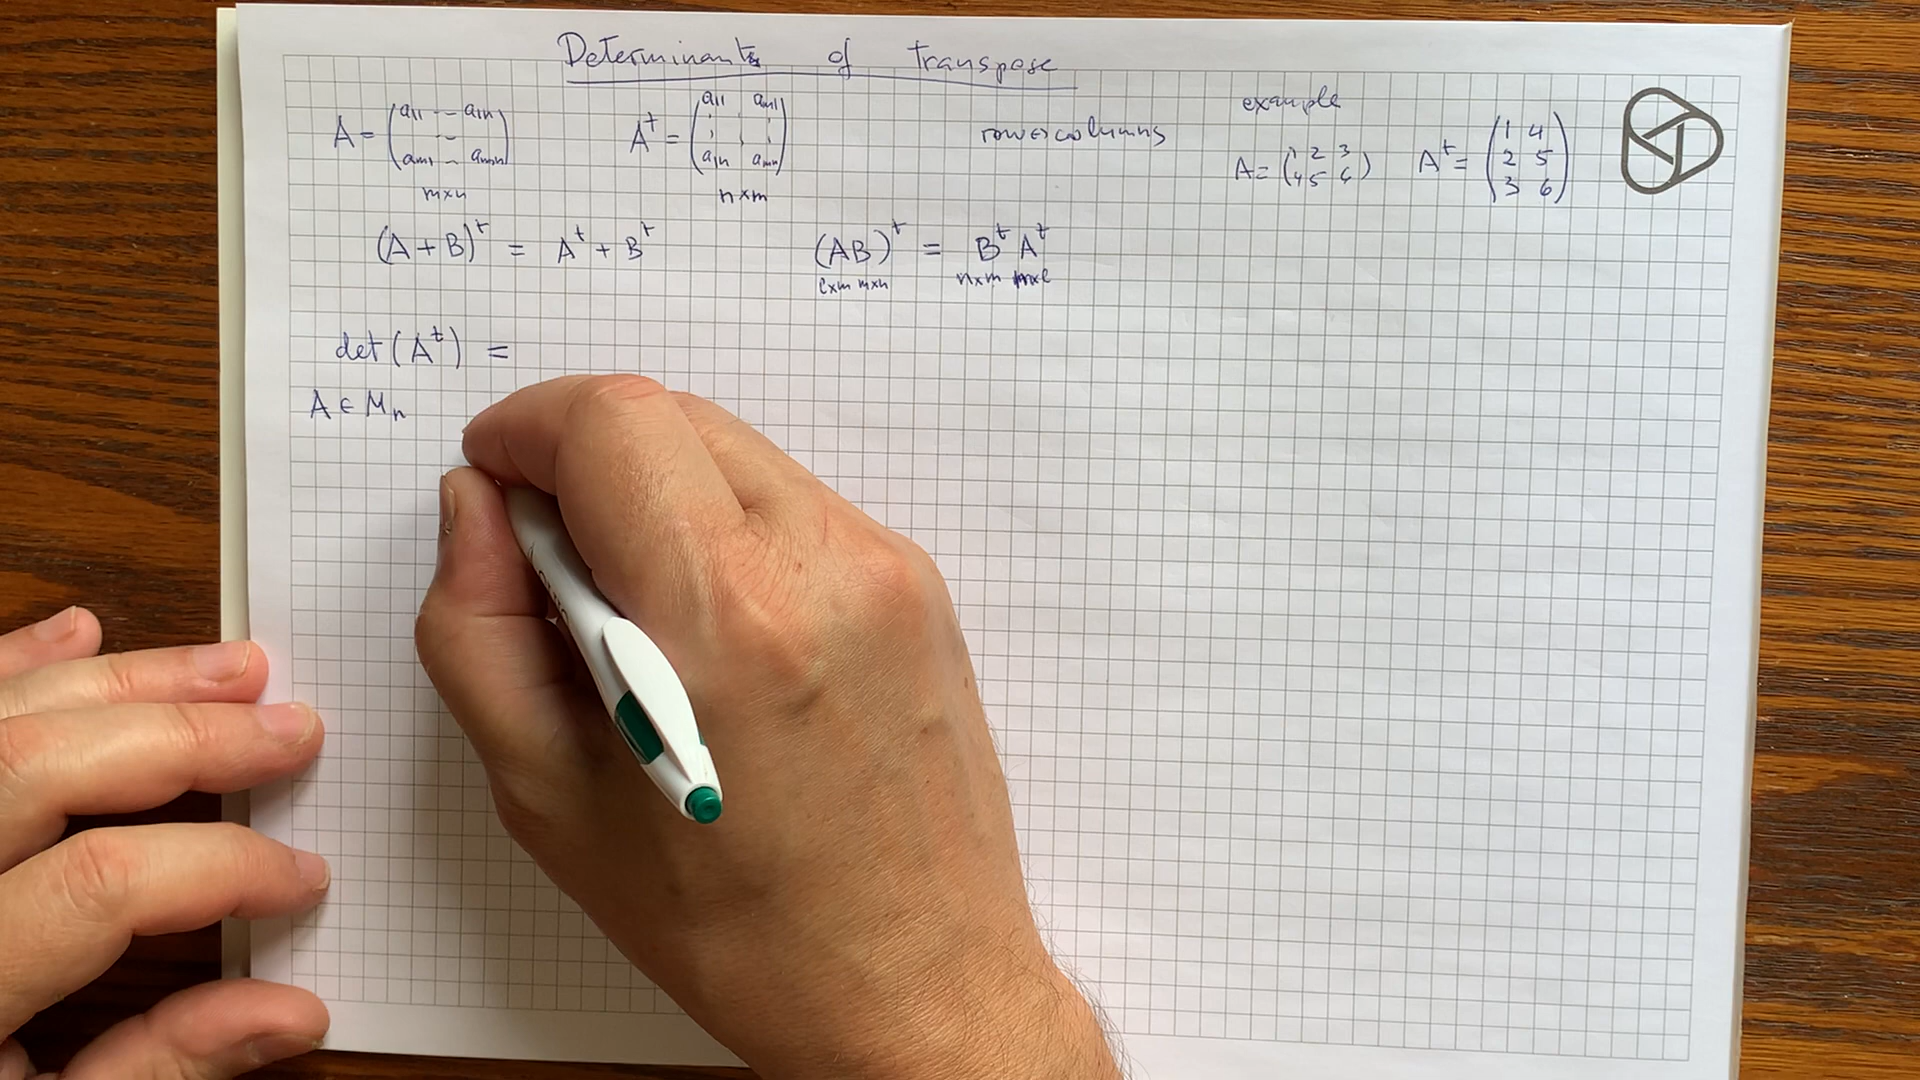 Determinants of transpose
example
A = (a11 -- a1n -- am1 -- amn) A^t = (a11 am1 a1n amn) rows↔columns A = (1 2 3 4 5 6) A^t = (1 4 2 5 3 6)
m×n n×m
(A+B)^t = A^t + B^t (AB)^t = B^t A^t
l×m m×n n×m m×l
det(A^t) =
A ∈ Mn